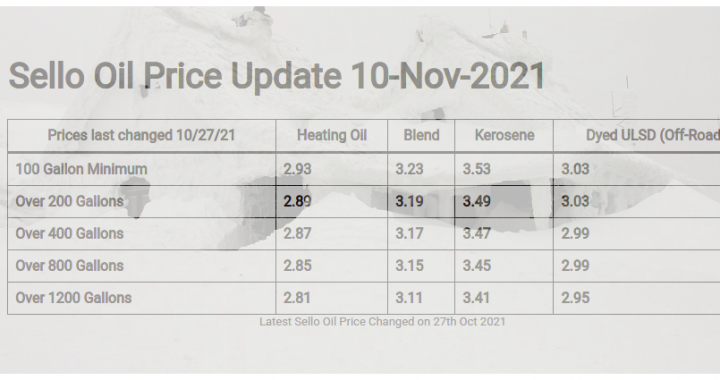 Sello Oil Price Update 10-Nov-2021
Prices last changed 10/27/21 Heating Oil Blend Kerosene Dyed ULSD (Off-Road
100 Gallon Minimum 2.93 3.23 3.53 3.03
Over 200 Gallons 2.89 3.19 3.49 3.03
Over 400 Gallons 2.87 3.17 3.47 2.99
Over 800 Gallons 2.85 3.15 3.45 2.99
Over 1200 Gallons 2.81 3.11 3.41 2.95
Latest Sello Oil Price Changed on 27th Oct 2021